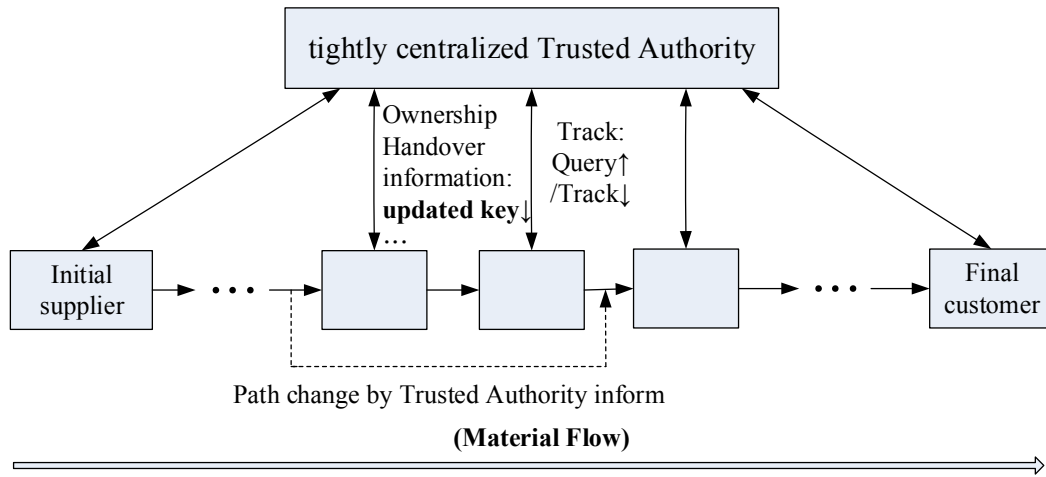 tightly centralized Trusted Authority
Ownership
Handover
information:
updated key↓
...
Track:
Query↑
/Track↓
Initial
supplier
• • •
• • •
Final
customer
Path change by Trusted Authority inform
(Material Flow)